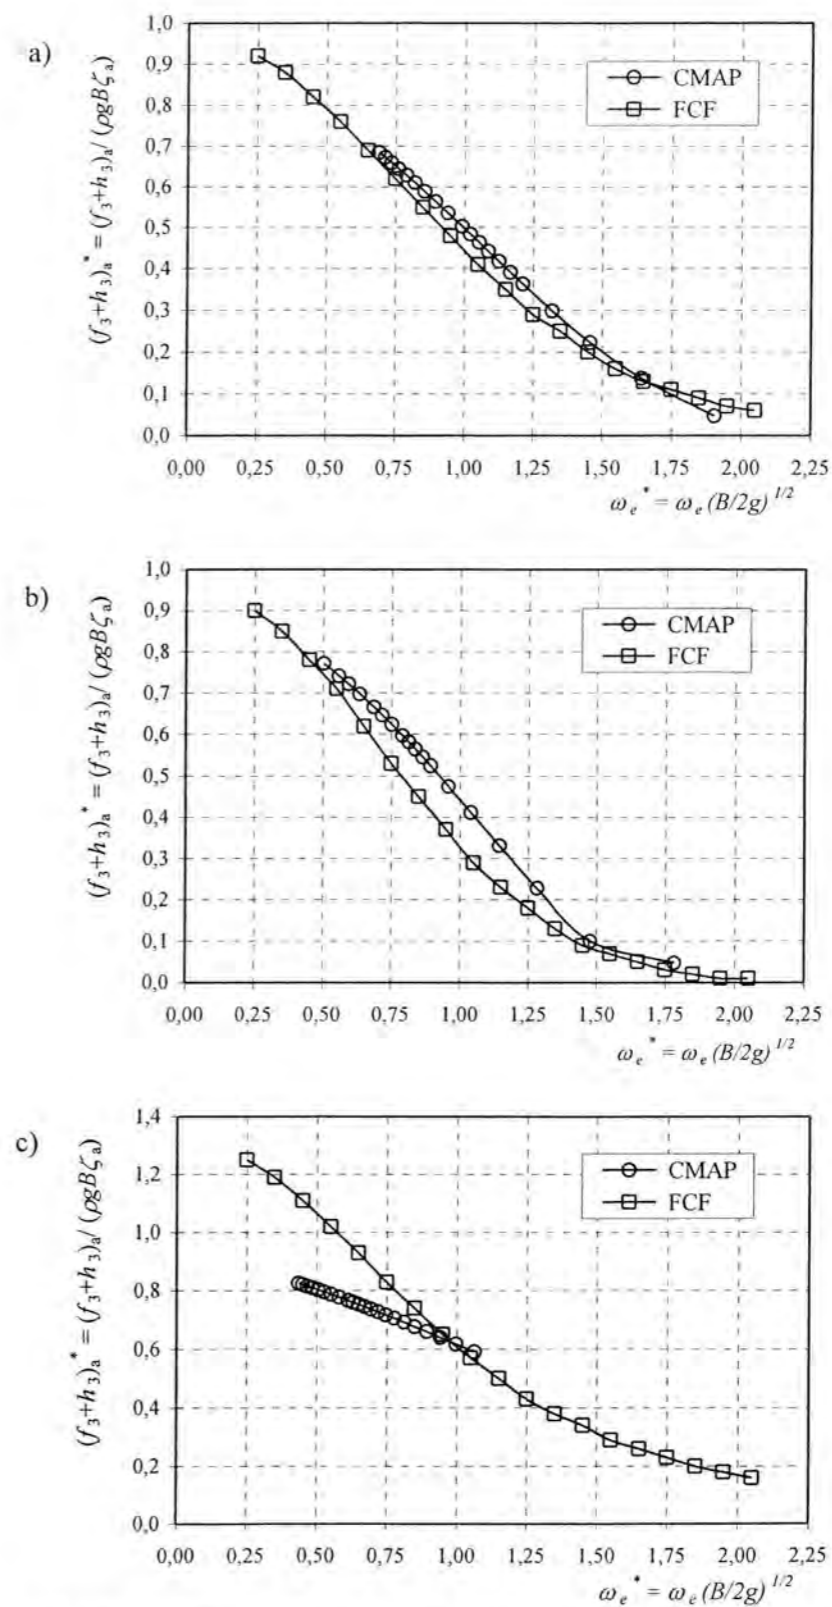 a)
(f₃+h₃)ₐ* = (f₃+h₃)ₐ / (ρgBζₐ)
1,0
0,9
0,8
0,7
0,6
0,5
0,4
0,3
0,2
0,1
0,0
CMAP
FCF
0,00 0,25 0,50 0,75 1,00 1,25 1,50 1,75 2,00 2,25
ωₑ* = ωₑ (B/2g)^1/2
b)
(f₃+h₃)ₐ* = (f₃+h₃)ₐ / (ρgBζₐ)
1,0
0,9
0,8
0,7
0,6
0,5
0,4
0,3
0,2
0,1
0,0
CMAP
FCF
0,00 0,25 0,50 0,75 1,00 1,25 1,50 1,75 2,00 2,25
ωₑ* = ωₑ (B/2g)^1/2
c)
(f₃+h₃)ₐ* = (f₃+h₃)ₐ / (ρgBζₐ)
1,4
1,2
1,0
0,8
0,6
0,4
0,2
0,0
CMAP
FCF
0,00 0,25 0,50 0,75 1,00 1,25 1,50 1,75 2,00 2,25
ωₑ* = ωₑ (B/2g)^1/2